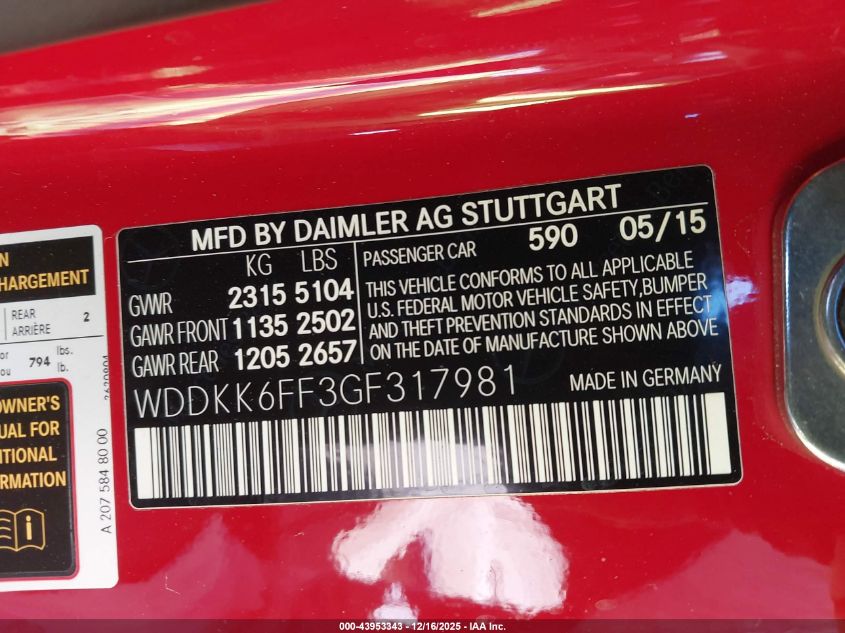 MFD BY DAIMLER AG STUTTGART
KG LBS
GVWR 2315 5104
GAWR FRONT 1135 2502
GAWR REAR 1205 2657
PASSENGER CAR 590 05/15
THIS VEHICLE CONFORMS TO ALL APPLICABLE
U.S. FEDERAL MOTOR VEHICLE SAFETY,BUMPER
AND THEFT PREVENTION STANDARDS IN EFFECT
ON THE DATE OF MANUFACTURE SHOWN ABOVE
WDDKK6FF3GF317981 MADE IN GERMANY
HARGEMENT
REAR
ARRIÈRE 2
or 794 lbs.
lb.
OWNER'S
FOR
A 207 584 80 00
000-43953343 - 12/16/2025 - IAA Inc.